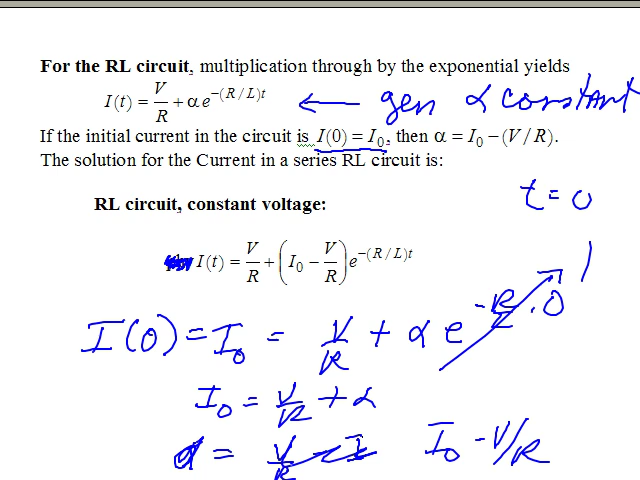 For the RL circuit, multiplication through by the exponential yields
I(t) = V/R + αe^{-(R/L)t} ← gen α constant
If the initial current in the circuit is I(0) = I₀, then α = I₀ − (V/R).
The solution for the Current in a series RL circuit is:
t = 0
RL circuit, constant voltage:
I(t) = V/R + (I₀ − V/R) e^{-(R/L)t}
1
I(0) = I₀ = V/R + α e^{-R/L · 0}
I₀ = V/R + α
α = V/R − I I₀ − V/R